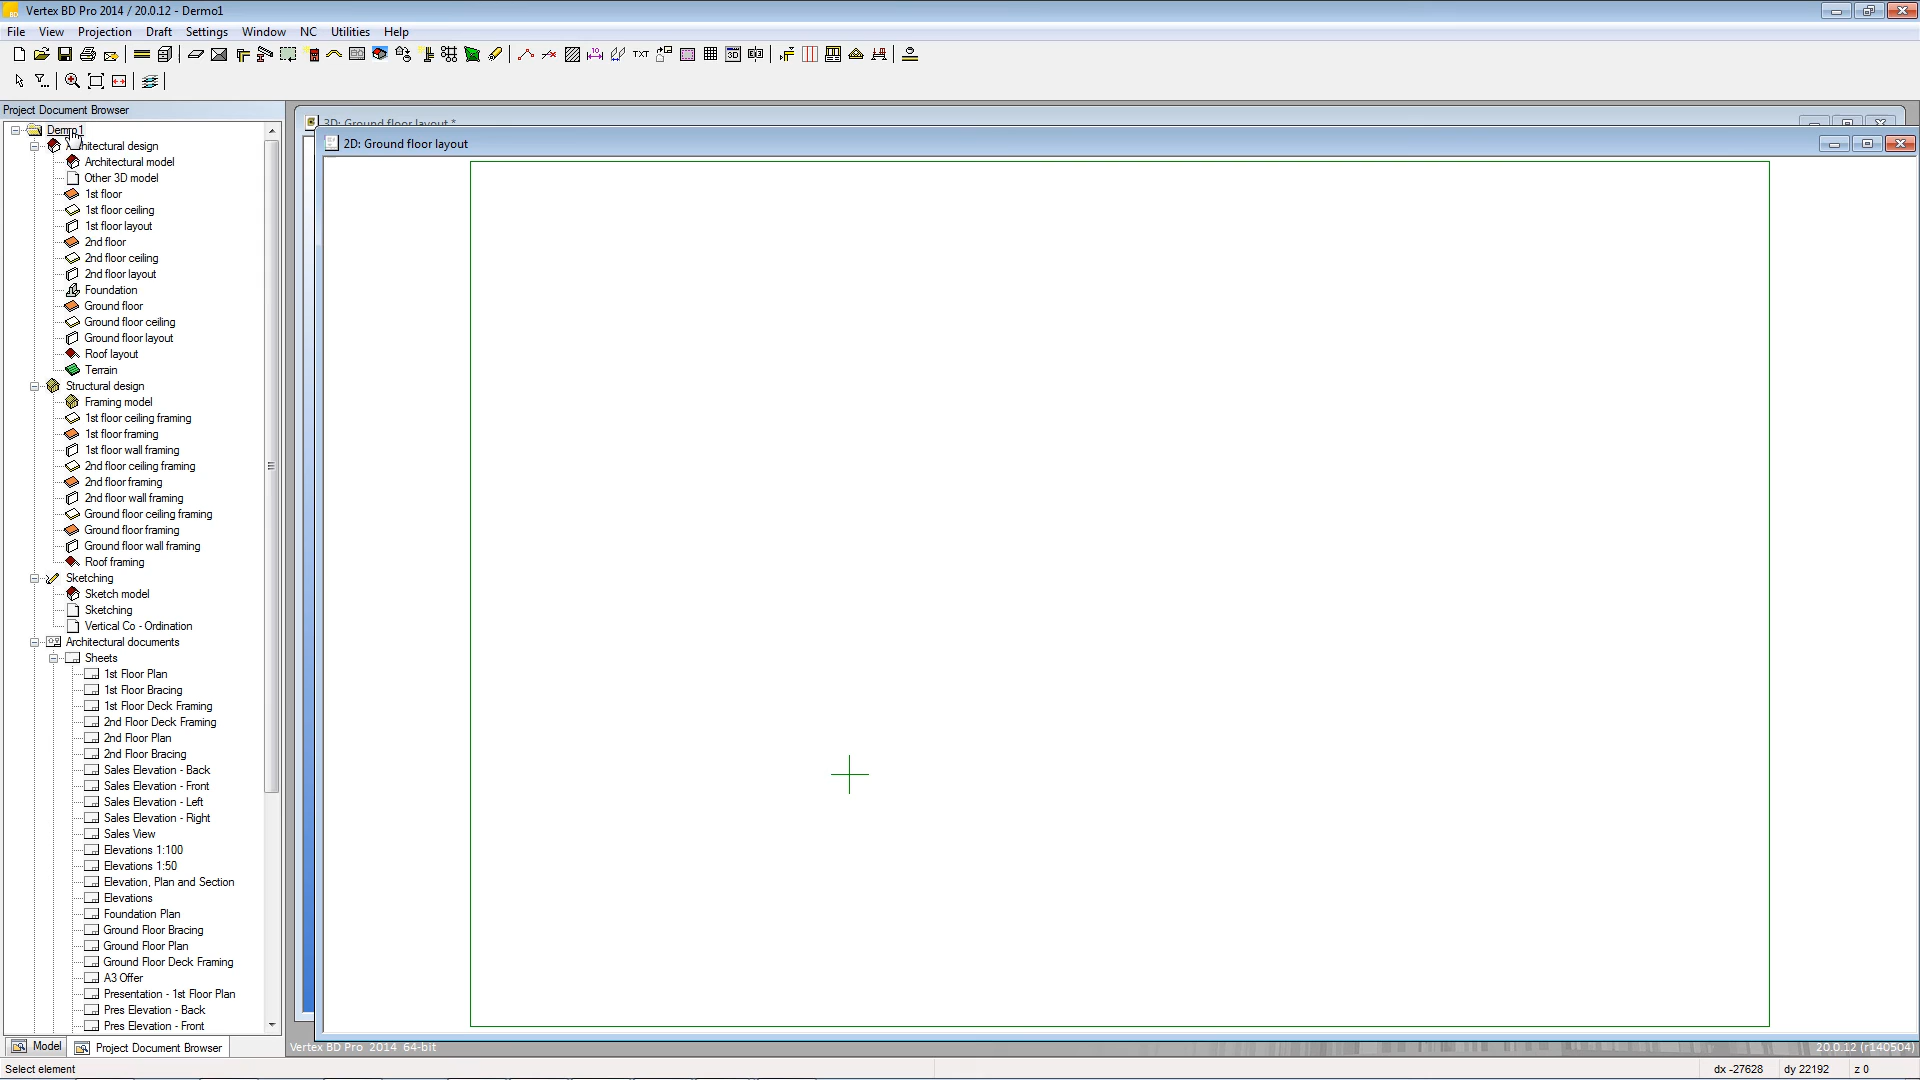 Vertex BD Pro 2014 / 20.0.12 - Dermo1
File View Projection Draft Settings Window NC Utilities Help
TXT 3D
Project Document Browser
Architectural design
Architectural model
Other 3D model
1st floor
1st floor ceiling
1st floor layout
2nd floor
2nd floor ceiling
2nd floor layout
Foundation
Ground floor
Ground floor ceiling
Ground floor layout
Roof layout
Terrain
Structural design
Framing model
1st floor ceiling framing
1st floor framing
1st floor wall framing
2nd floor ceiling framing
2nd floor framing
2nd floor wall framing
Ground floor ceiling framing
Ground floor framing
Ground floor wall framing
Roof framing
Sketching
Sketch model
Sketching
Vertical Co - Ordination
Architectural documents
Sheets
1st Floor Plan
1st Floor Bracing
1st Floor Deck Framing
2nd Floor Deck Framing
2nd Floor Plan
2nd Floor Bracing
Sales Elevation - Back
Sales Elevation - Front
Sales Elevation - Left
Sales Elevation - Right
Sales View
Elevations 1:100
Elevations 1:50
Elevation, Plan and Section
Elevations
Foundation Plan
Ground Floor Bracing
Ground Floor Plan
Ground Floor Deck Framing
A3 Offer
Presentation - 1st Floor Plan
Pres Elevation - Back
Pres Elevation - Front
Model Project Document Browser
3D: Ground floor layout *
2D: Ground floor layout
Vertex BD Pro 2014 64-bit
20.0.12 (r140504)
Select element
dx -27628 dy 22192 z 0